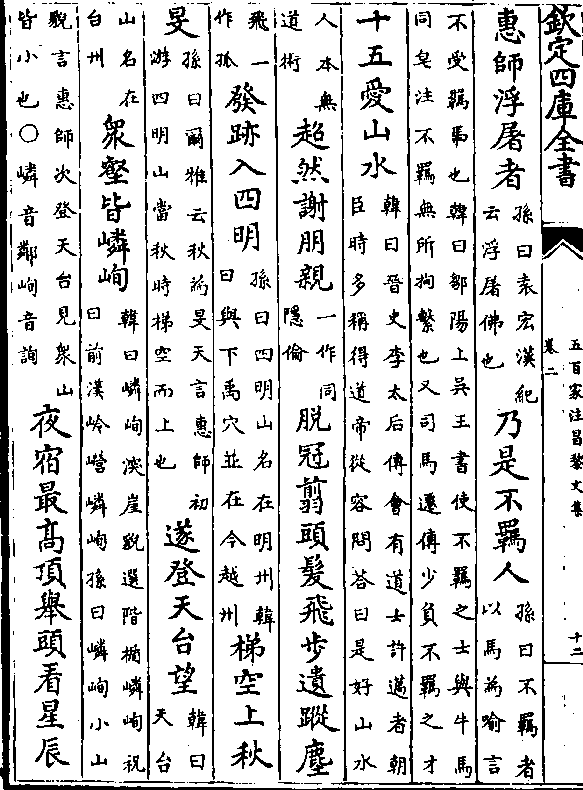 欽定四庫全書
五百家注昌黎文集
卷二
十二
惠師浮屠者
孫曰袁宏漢紀
云浮屠佛也
乃是不羈人
孫曰不羈者
以馬為喻言
不受羈馬也韓曰鄒陽上吳王書使不羈之士與牛馬
同皂注不羈無所拘繫也又司馬遷傳少負不羈之才
十五愛山水
韓曰晉史李太后傳會有道士許邁者朝
臣時多稱得道帝從容問答曰是好山水
人本無
道術
超然謝朋親
一作同
隱倫
脱冠翦頭髮飛步遺蹤塵
飛一
作孤
發跡入四明
孫曰四明山名在明州韓
曰與下禹穴並在今越州
梯空上秋
旻
孫曰爾雅云秋為旻天言惠師初
游四明山當秋時梯空而上也
遂登天台望
韓曰
天台
山名在
台州
衆壑皆嶙峋
韓曰嶙峋深崖貌選階楯嶙峋祝
曰前漢岭巆嶙峋孫曰嶙峋小山
貌言惠師次登天台見衆山
皆小也○嶙音鄰峋音詢
夜宿最高頂舉頭看星辰